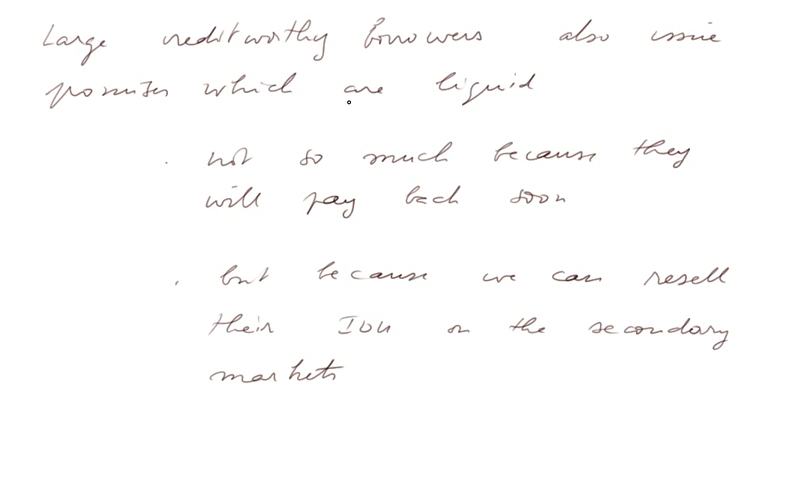 Large creditworthy borrowers also issue
promises which are liquid
. not so much because they
will pay back soon
. but because we can resell
their IOU on the secondary
markets